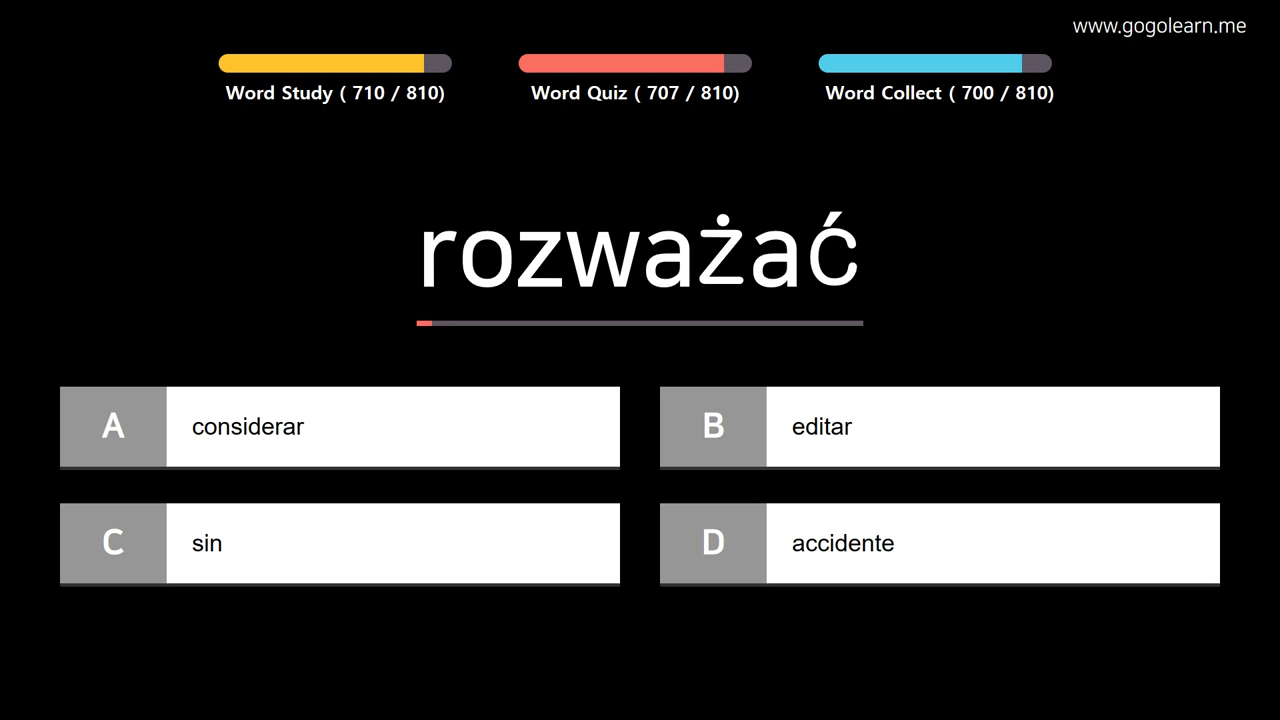 www.gogolearn.me
Word Study ( 710 / 810)
Word Quiz ( 707 / 810)
Word Collect ( 700 / 810)
rozważać
A considerar
B editar
C sin
D accidente